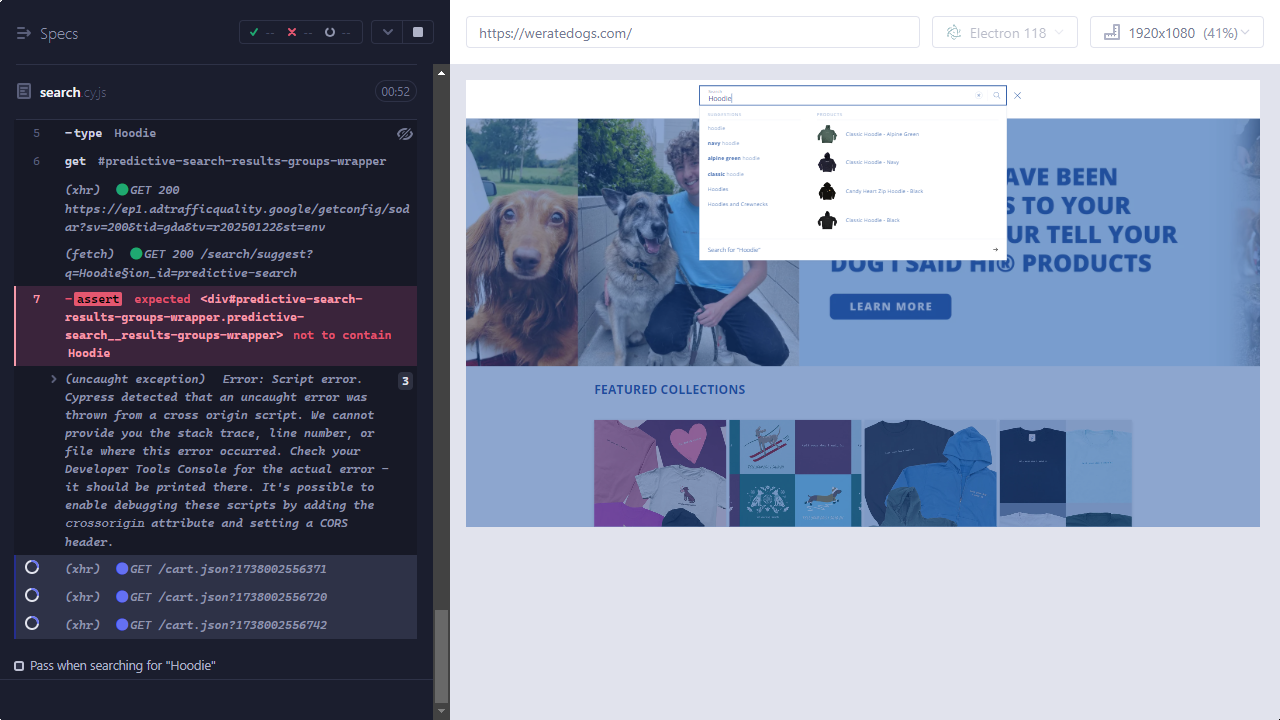 Specs
--
--
--
https://weratedogs.com/
Electron 118
1920x1080 (41%)
search.cy.js
00:52
5 -type Hoodie
6 get #predictive-search-results-groups-wrapper
(xhr) GET 200
https://ep1.adtrafficquality.google/getconfig/sod
ar?sv=200&tid=gda&tv=r20250122&st=env
(fetch) GET 200 /search/suggest?
q=Hoodie§ion_id=predictive-search
7 -assert expected <div#predictive-search-
results-groups-wrapper.predictive-
search__results-groups-wrapper> not to contain
Hoodie
(uncaught exception) Error: Script error. 3
Cypress detected that an uncaught error was
thrown from a cross origin script. We cannot
provide you the stack trace, line number, or
file where this error occurred. Check your
Developer Tools Console for the actual error -
it should be printed there. It's possible to
enable debugging these scripts by adding the
crossorigin attribute and setting a CORS
header.
(xhr) GET /cart.json?1738002556371
(xhr) GET /cart.json?1738002556720
(xhr) GET /cart.json?1738002556742
Pass when searching for "Hoodie"
Search
Hoodie
SUGGESTIONS
hoodie
navy hoodie
alpine green hoodie
classic hoodie
Hoodies
Hoodies and Crewnecks
PRODUCTS
Classic Hoodie - Alpine Green
Classic Hoodie - Navy
Candy Heart Zip Hoodie - Black
Classic Hoodie - Black
Search for "Hoodie"
AVE BEEN
S TO YOUR
UR TELL YOUR
DOG I SAID HI® PRODUCTS
LEARN MORE
FEATURED COLLECTIONS